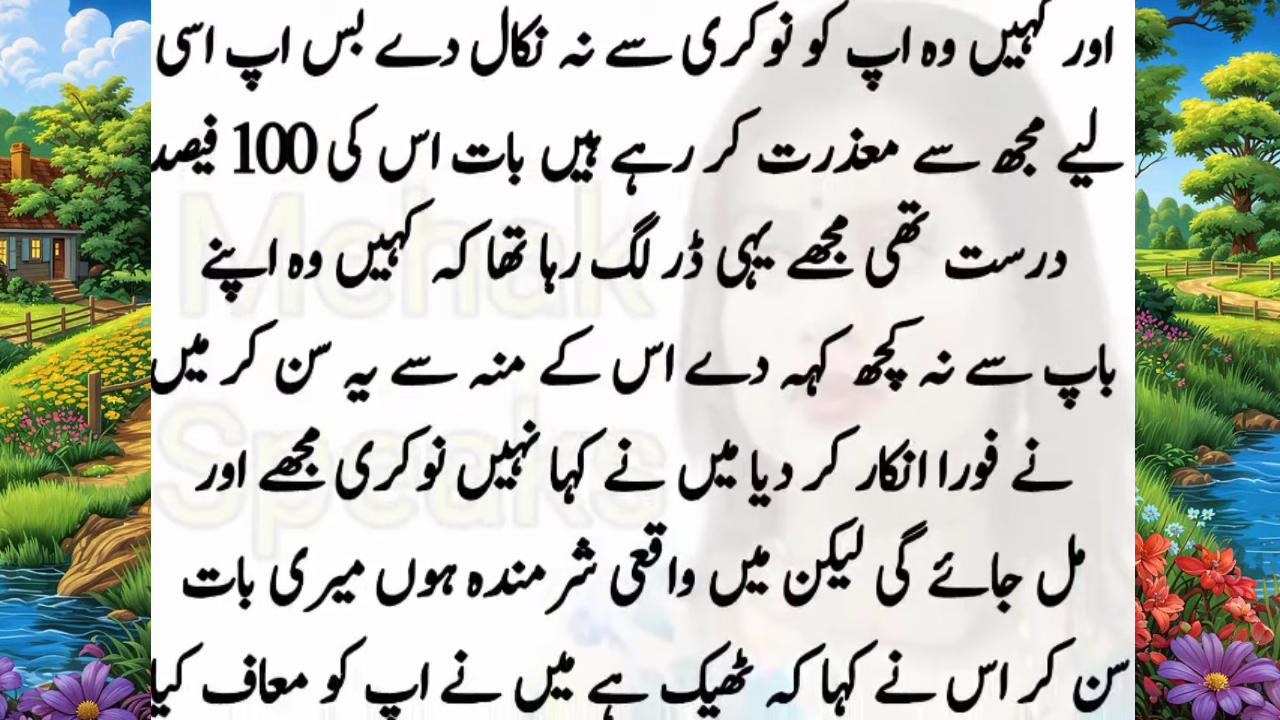 اور کہیں وہ اپ کو نوکری سے نہ نکال دے بس اپ اسی
لیے مجھ سے معذرت کر رہے ہیں بات اس کی 100 فیصد
درست تھی مجھے یہی ڈر لگ رہا تھا کہ کہیں وہ اپنے
باپ سے نہ کچھ کہہ دے اس کے منہ سے یہ سن کر میں
نے فورا انکار کر دیا میں نے کہا نہیں نوکری مجھے اور
مل جائے گی لیکن میں واقعی شرمندہ ہوں میری بات
سن کر اس نے کہا کہ ٹھیک ہے میں نے اپ کو معاف کیا
Mehak
Speaks